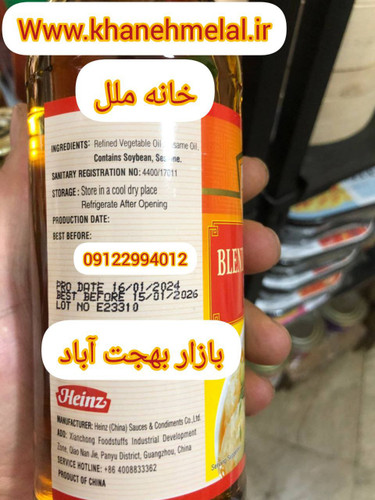 Www.khanehmelal.ir
خانه ملل
INGREDIENTS: Refined Vegetable Oil, Sesame Oil,
Contains Soybean, Sesame.
SANITARY REGISTRATION NO: 4400/17011
STORAGE: Store in a cool dry place
Refrigerate After Opening
PRODUCTION DATE:
BEST BEFORE:
BLEN
09122994012
PRO DATE 16/01/2024
BEST BEFORE 15/01/2026
LOT NO E23310
بازار بهجت آباد
Heinz
MANUFACTURER: Heinz (China) Sauces & Condiments Co.,Ltd.
ADD: Xianchong Foodstuffs Industrial Development
Zone, Qiao Nan Jie, Panyu District, Guangzhou, China
SERVICE HOTLINE: +86 4008833362
PRODUCT OF CHINA